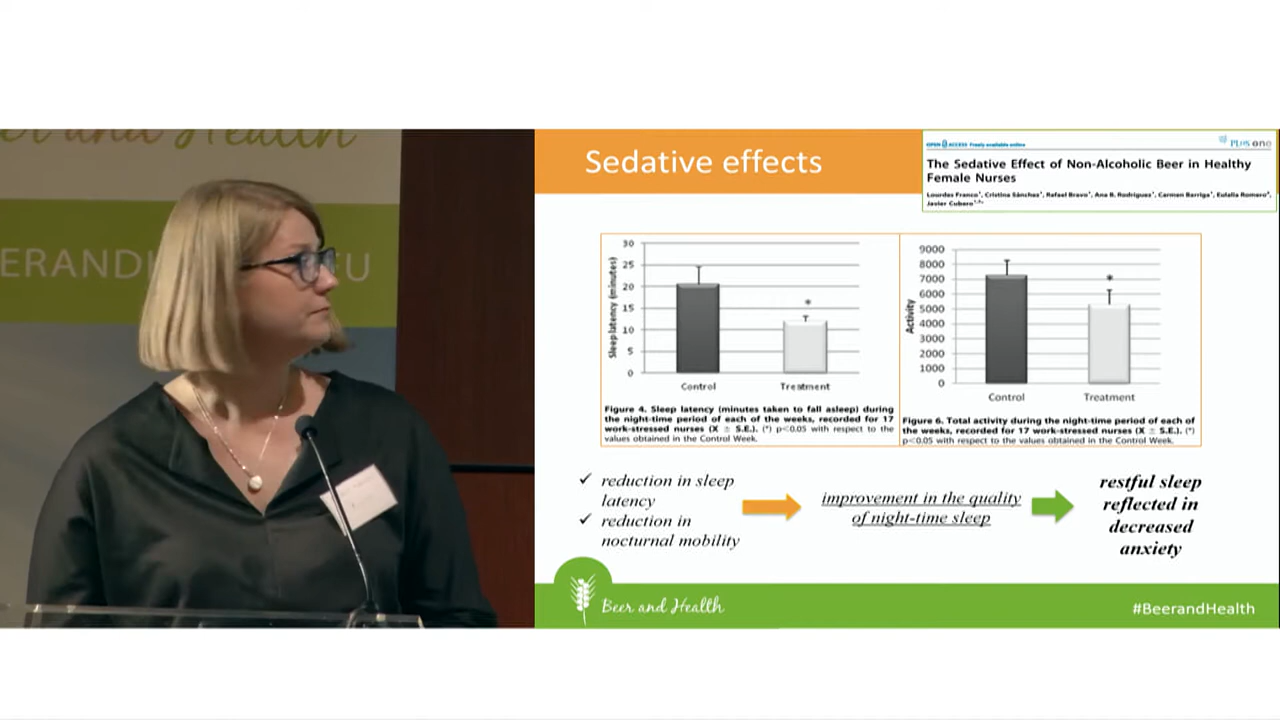 er and Health
ERANDH
EU
Sedative effects
OPEN ACCESS Freely available online
PLoS one
The Sedative Effect of Non-Alcoholic Beer in Healthy
Female Nurses
Lourdes Franco, Cristina Sánchez, Rafael Bravo, Ana B. Rodríguez, Carmen Barriga, Eulalia Romero,
Javier Cubero
30
25
20
15
10
5
0
Sleep latency (minutes)
*
Control
Treatment
Figure 4. Sleep latency (minutes taken to fall asleep) during
the night-time period of each of the weeks, recorded for 17
work-stressed nurses (X ± S.E.). (*) p<0.05 with respect to the
values obtained in the Control Week.
9000
8000
7000
6000
5000
4000
3000
2000
1000
0
Activity
*
Control
Treatment
Figure 6. Total activity during the night-time period of each of
the weeks, recorded for 17 work-stressed nurses (X ± S.E.). (*)
p<0.05 with respect to the values obtained in the Control Week.
✓ reduction in sleep
latency
✓ reduction in
nocturnal mobility
improvement in the quality
of night-time sleep
restful sleep
reflected in
decreased
anxiety
Beer and Health
#BeerandHealth